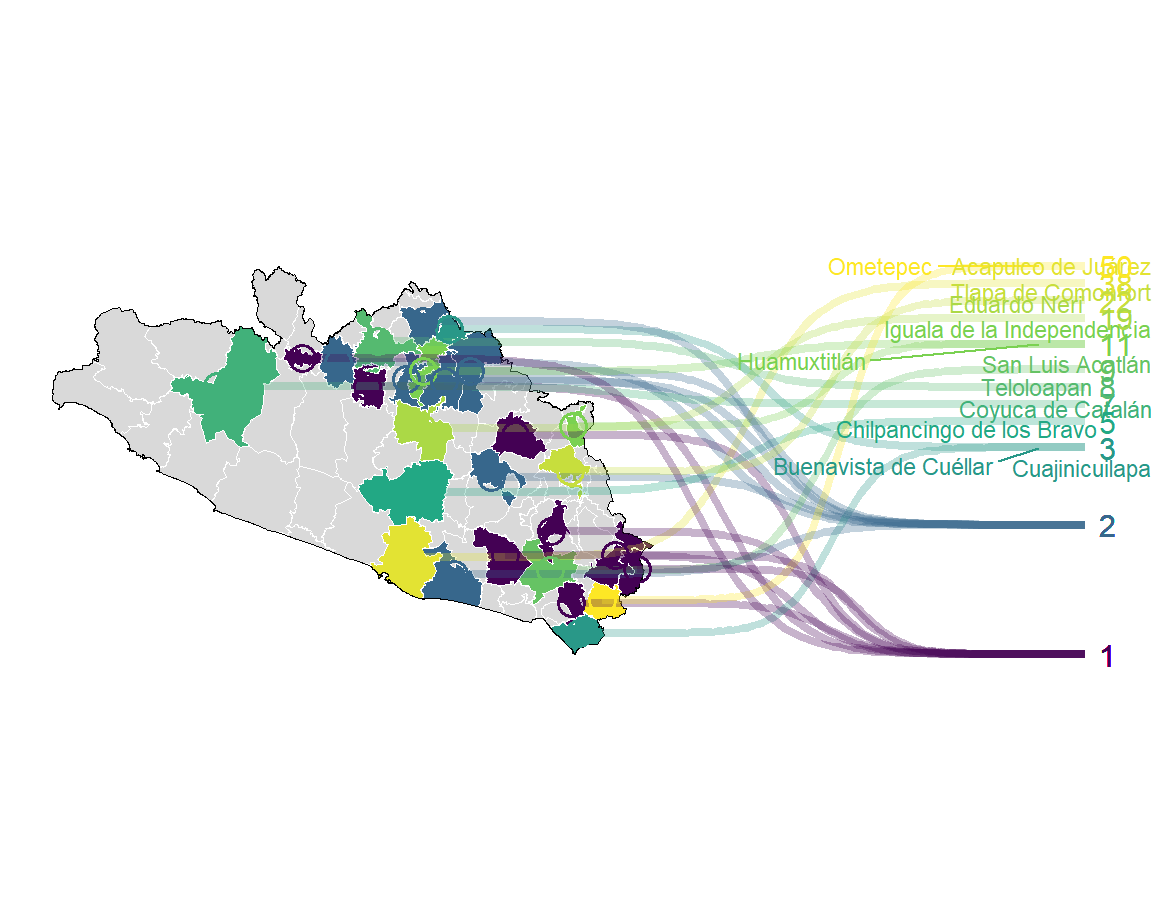 Ometepec
Acapulco de Juárez
50
38
Tlapa de Comonfort
Eduardo Neri
22
19
Iguala de la Independencia
11
Huamuxtitlán
San Luis Acatlán
9
Teloloapan
8
Coyuca de Catalán
7
Chilpancingo de los Bravo
5
3
Buenavista de Cuéllar
Cuajinicuilapa
2
1